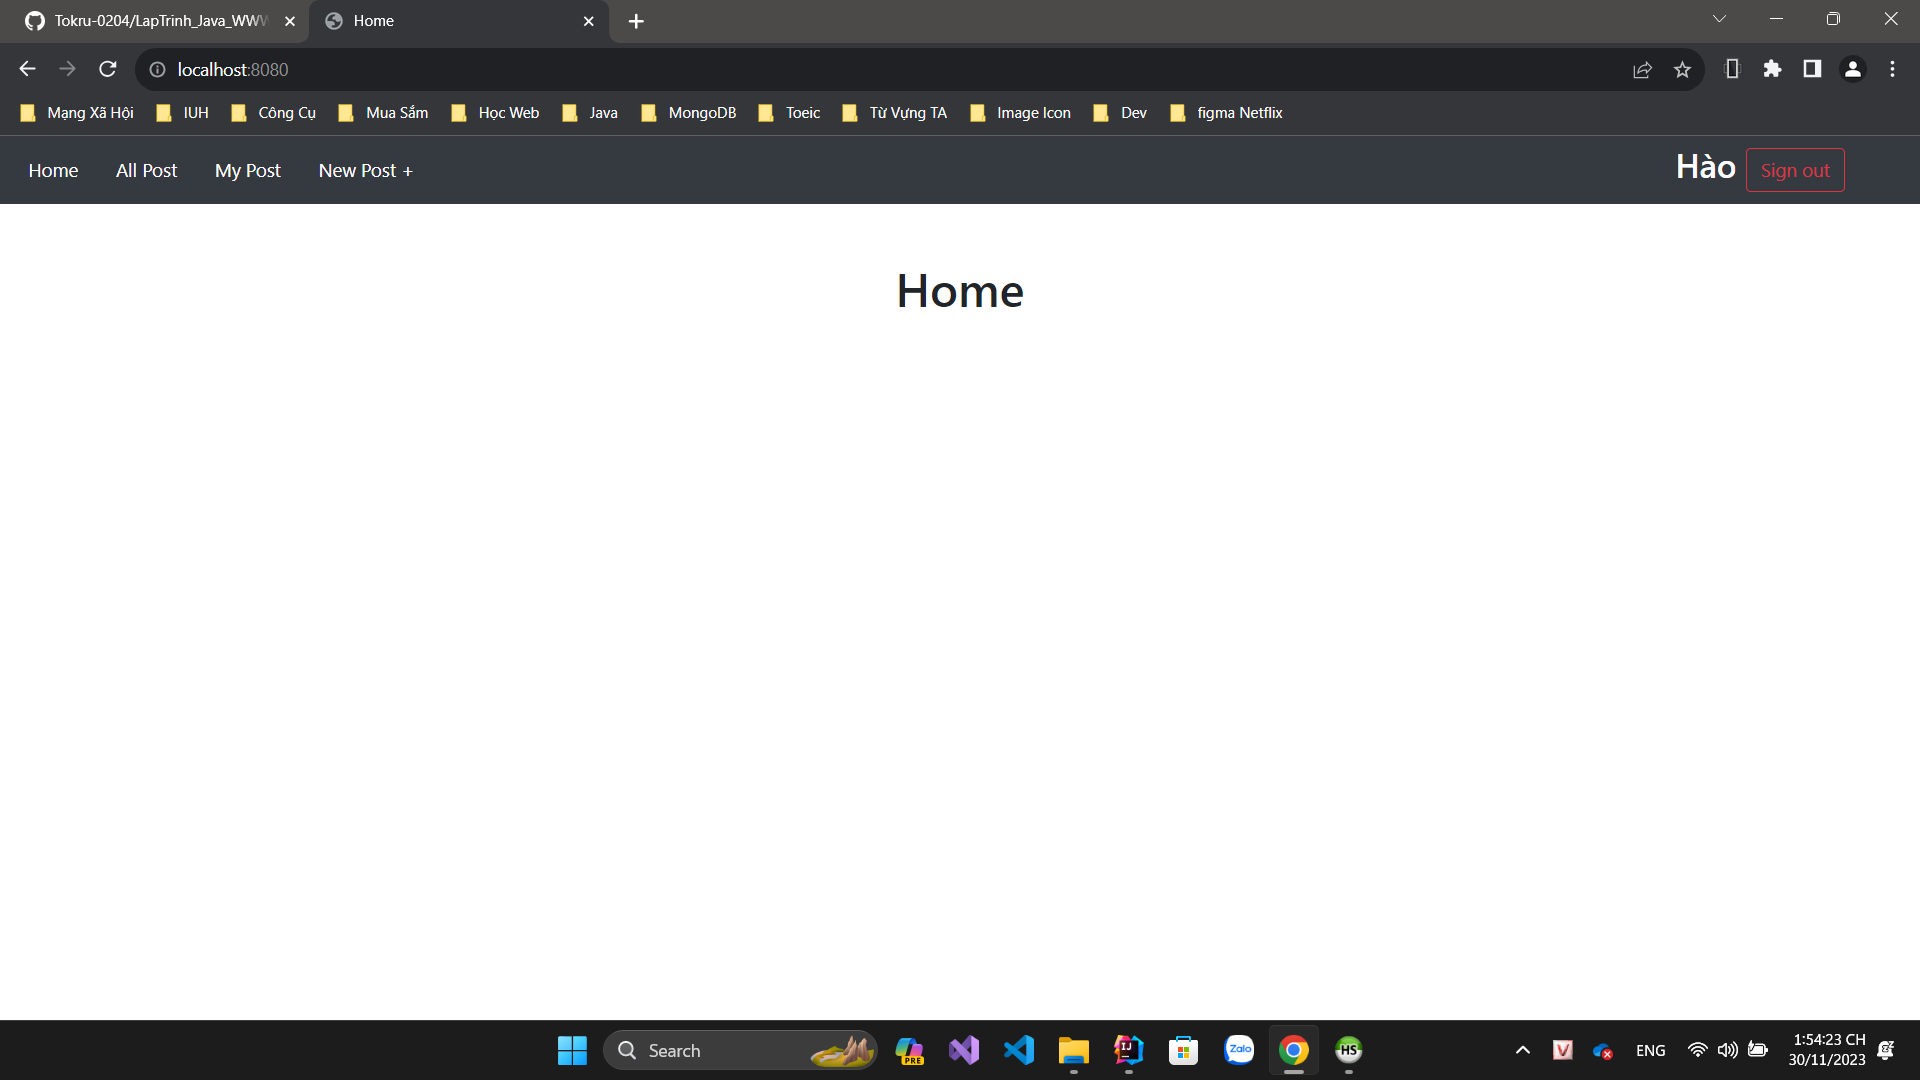 Tokru-0204/LapTrinh_Java_WWW
Home
localhost:8080
Mạng Xã Hội IUH Công Cụ Mua Sắm Học Web Java MongoDB Toeic Từ Vựng TA Image Icon Dev figma Netflix
Home All Post My Post New Post + Hào Sign out
Home
Search
PRE
IJ
Zalo
HS
V
ENG
1:54:23 CH
30/11/2023